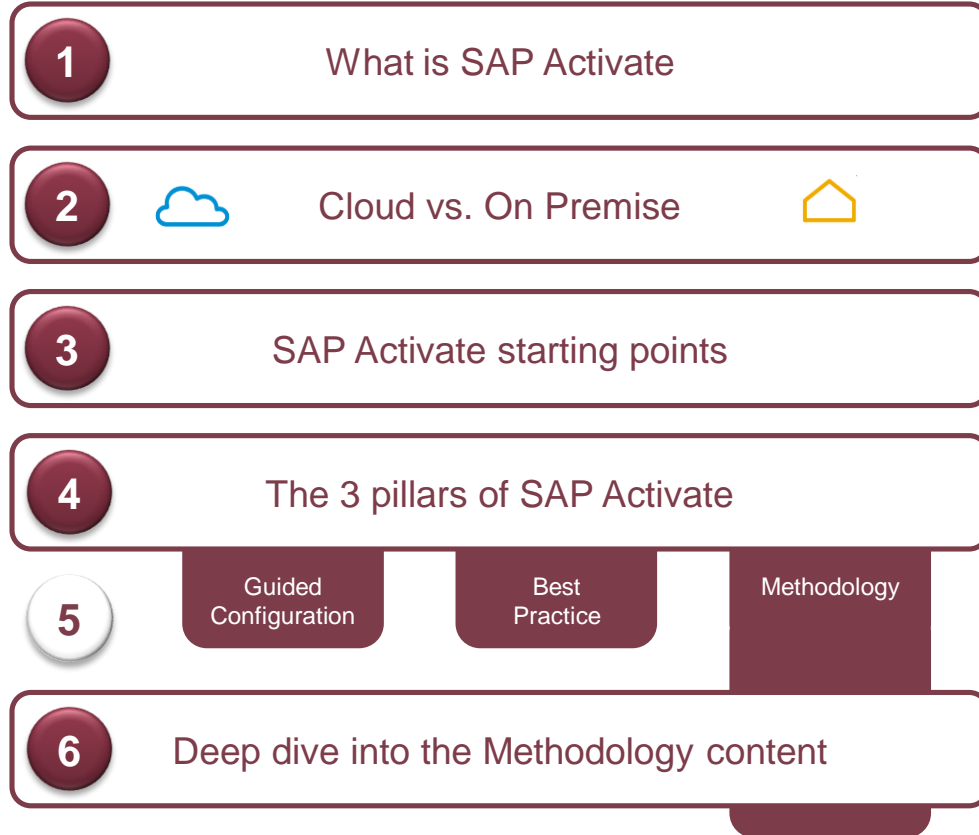 1
What is SAP Activate
2
Cloud vs. On Premise
3
SAP Activate starting points
4
The 3 pillars of SAP Activate
5
Guided
Configuration
Best
Practice
Methodology
6
Deep dive into the Methodology content